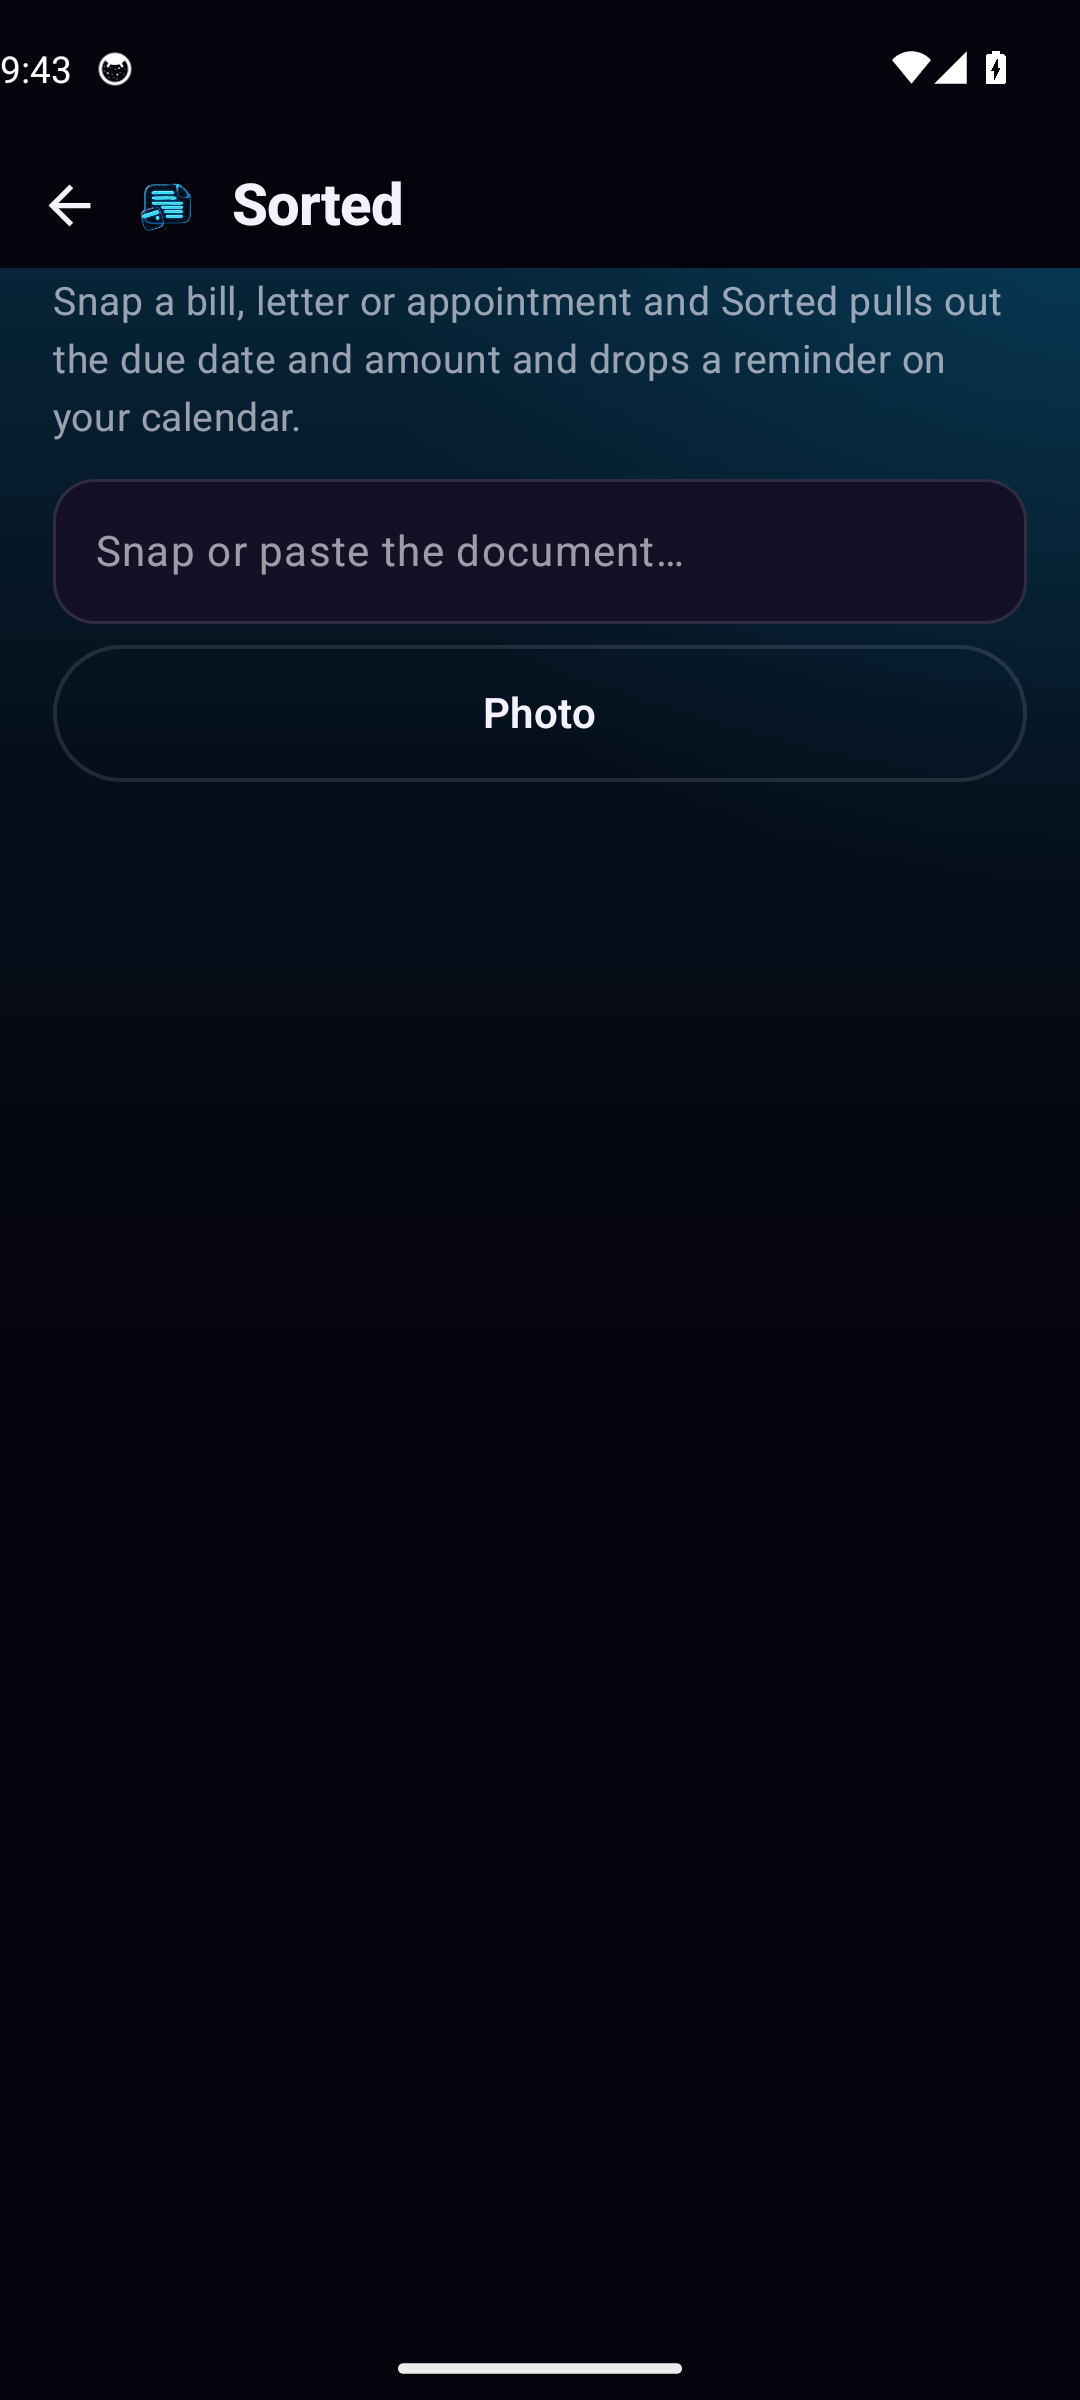 9:43
Sorted
Snap a bill, letter or appointment and Sorted pulls out
the due date and amount and drops a reminder on
your calendar.
Snap or paste the document…
Photo